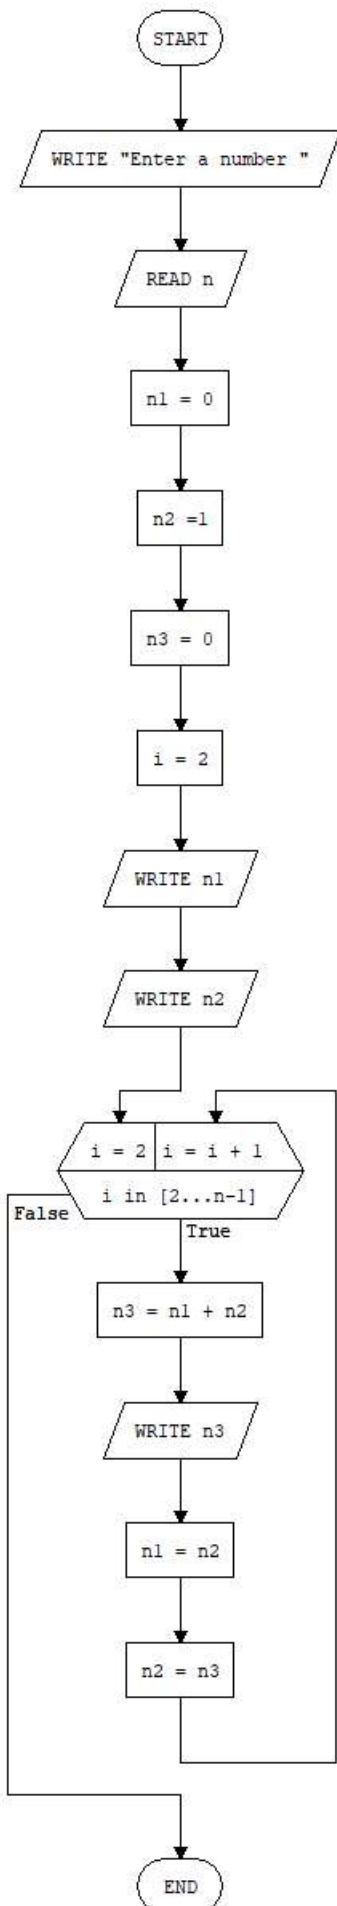 START
WRITE "Enter a number "
READ n
n1 = 0
n2 =1
n3 = 0
i = 2
WRITE n1
WRITE n2
i = 2
i = i + 1
i in [2...n-1]
False
True
n3 = n1 + n2
WRITE n3
n1 = n2
n2 = n3
END